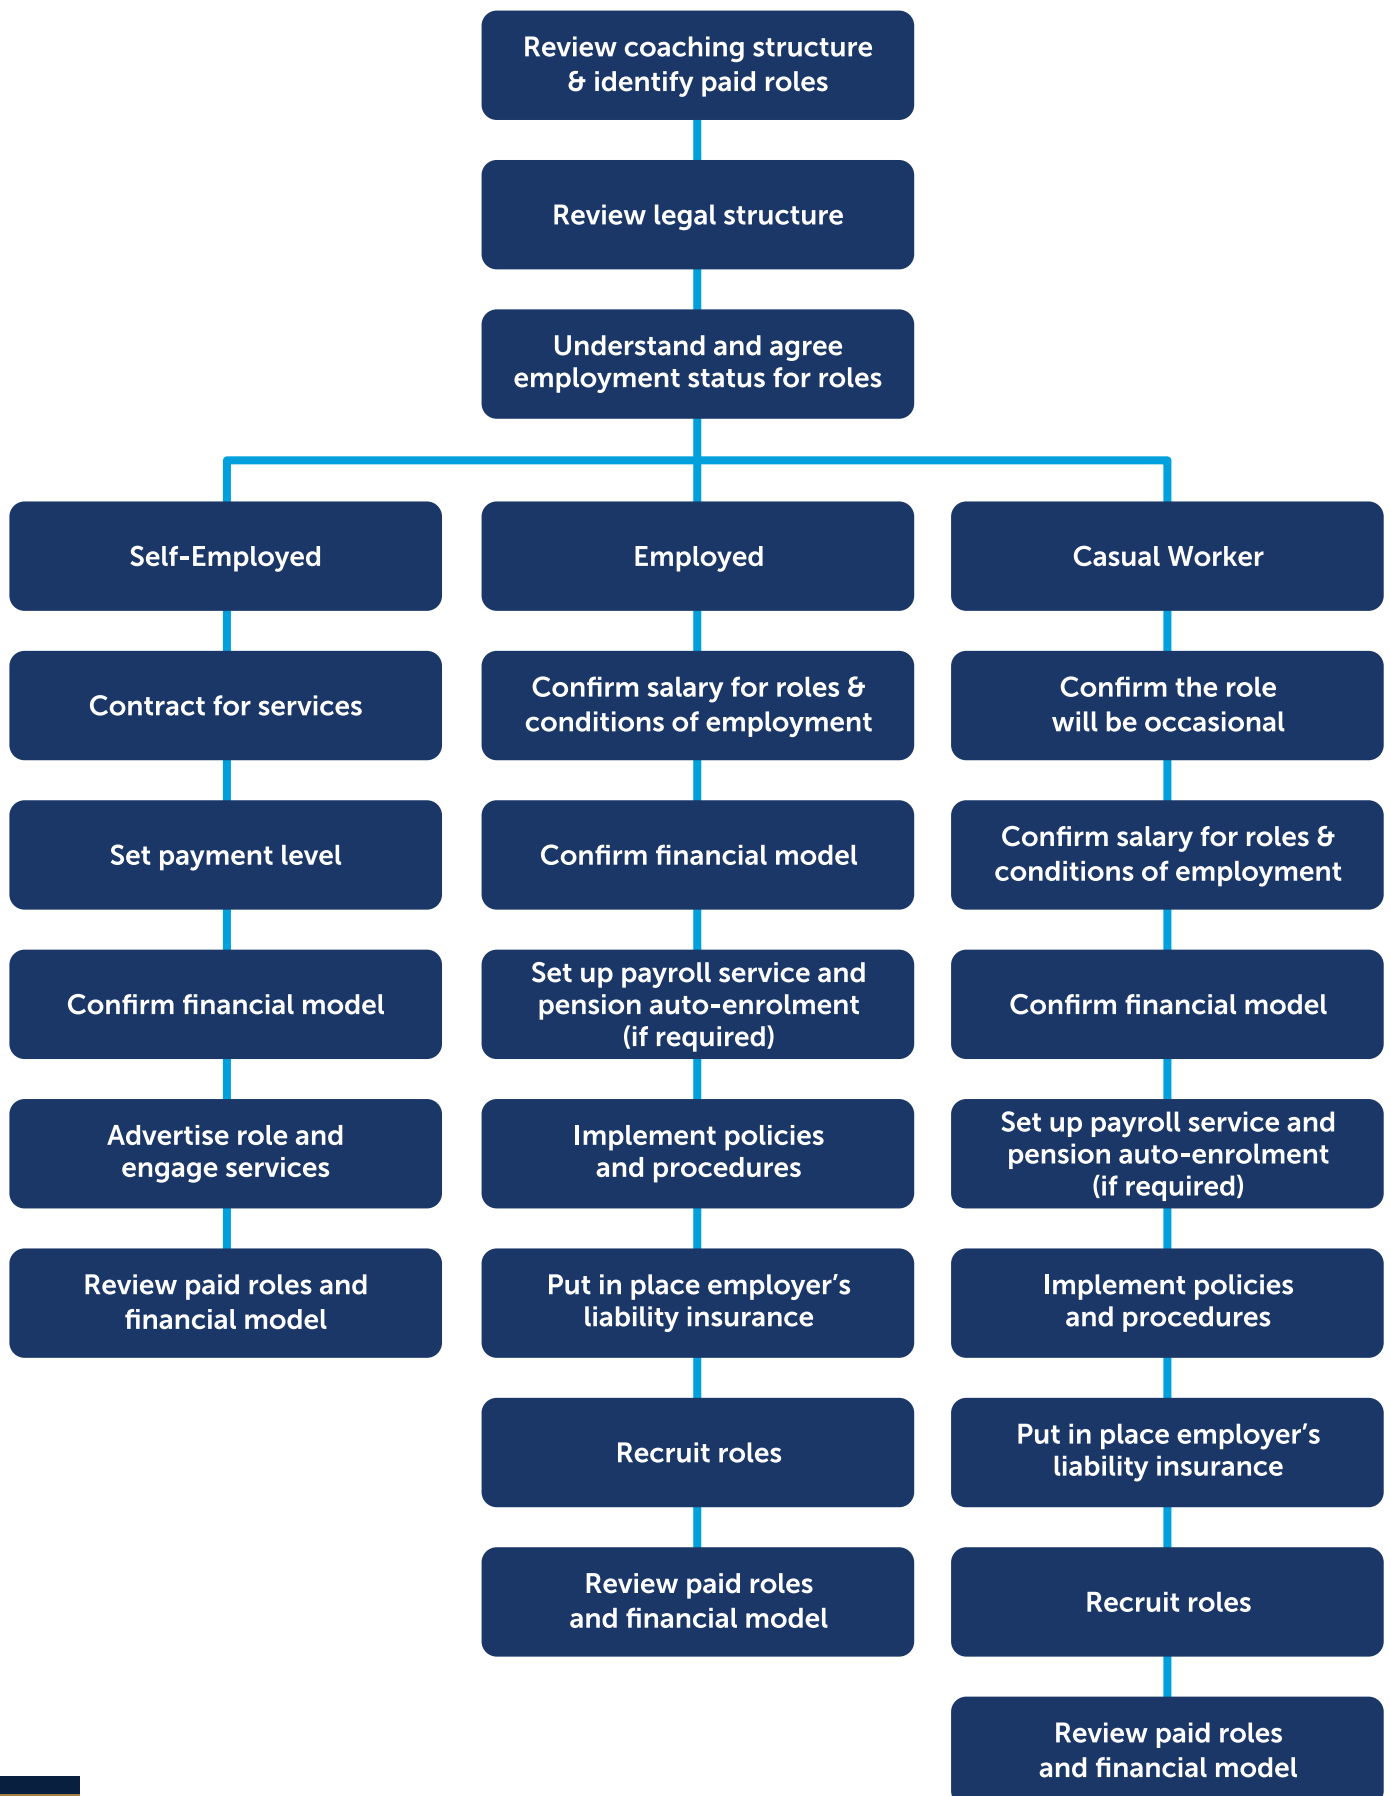 Review coaching structure
& identify paid roles
Review legal structure
Understand and agree
employment status for roles
Self-Employed
Contract for services
Set payment level
Confirm financial model
Advertise role and
engage services
Review paid roles and
financial model
Employed
Confirm salary for roles &
conditions of employment
Confirm financial model
Set up payroll service and
pension auto-enrolment
(if required)
Implement policies
and procedures
Put in place employer’s
liability insurance
Recruit roles
Review paid roles
and financial model
Casual Worker
Confirm the role
will be occasional
Confirm salary for roles &
conditions of employment
Confirm financial model
Set up payroll service and
pension auto-enrolment
(if required)
Implement policies
and procedures
Put in place employer’s
liability insurance
Recruit roles
Review paid roles
and financial model